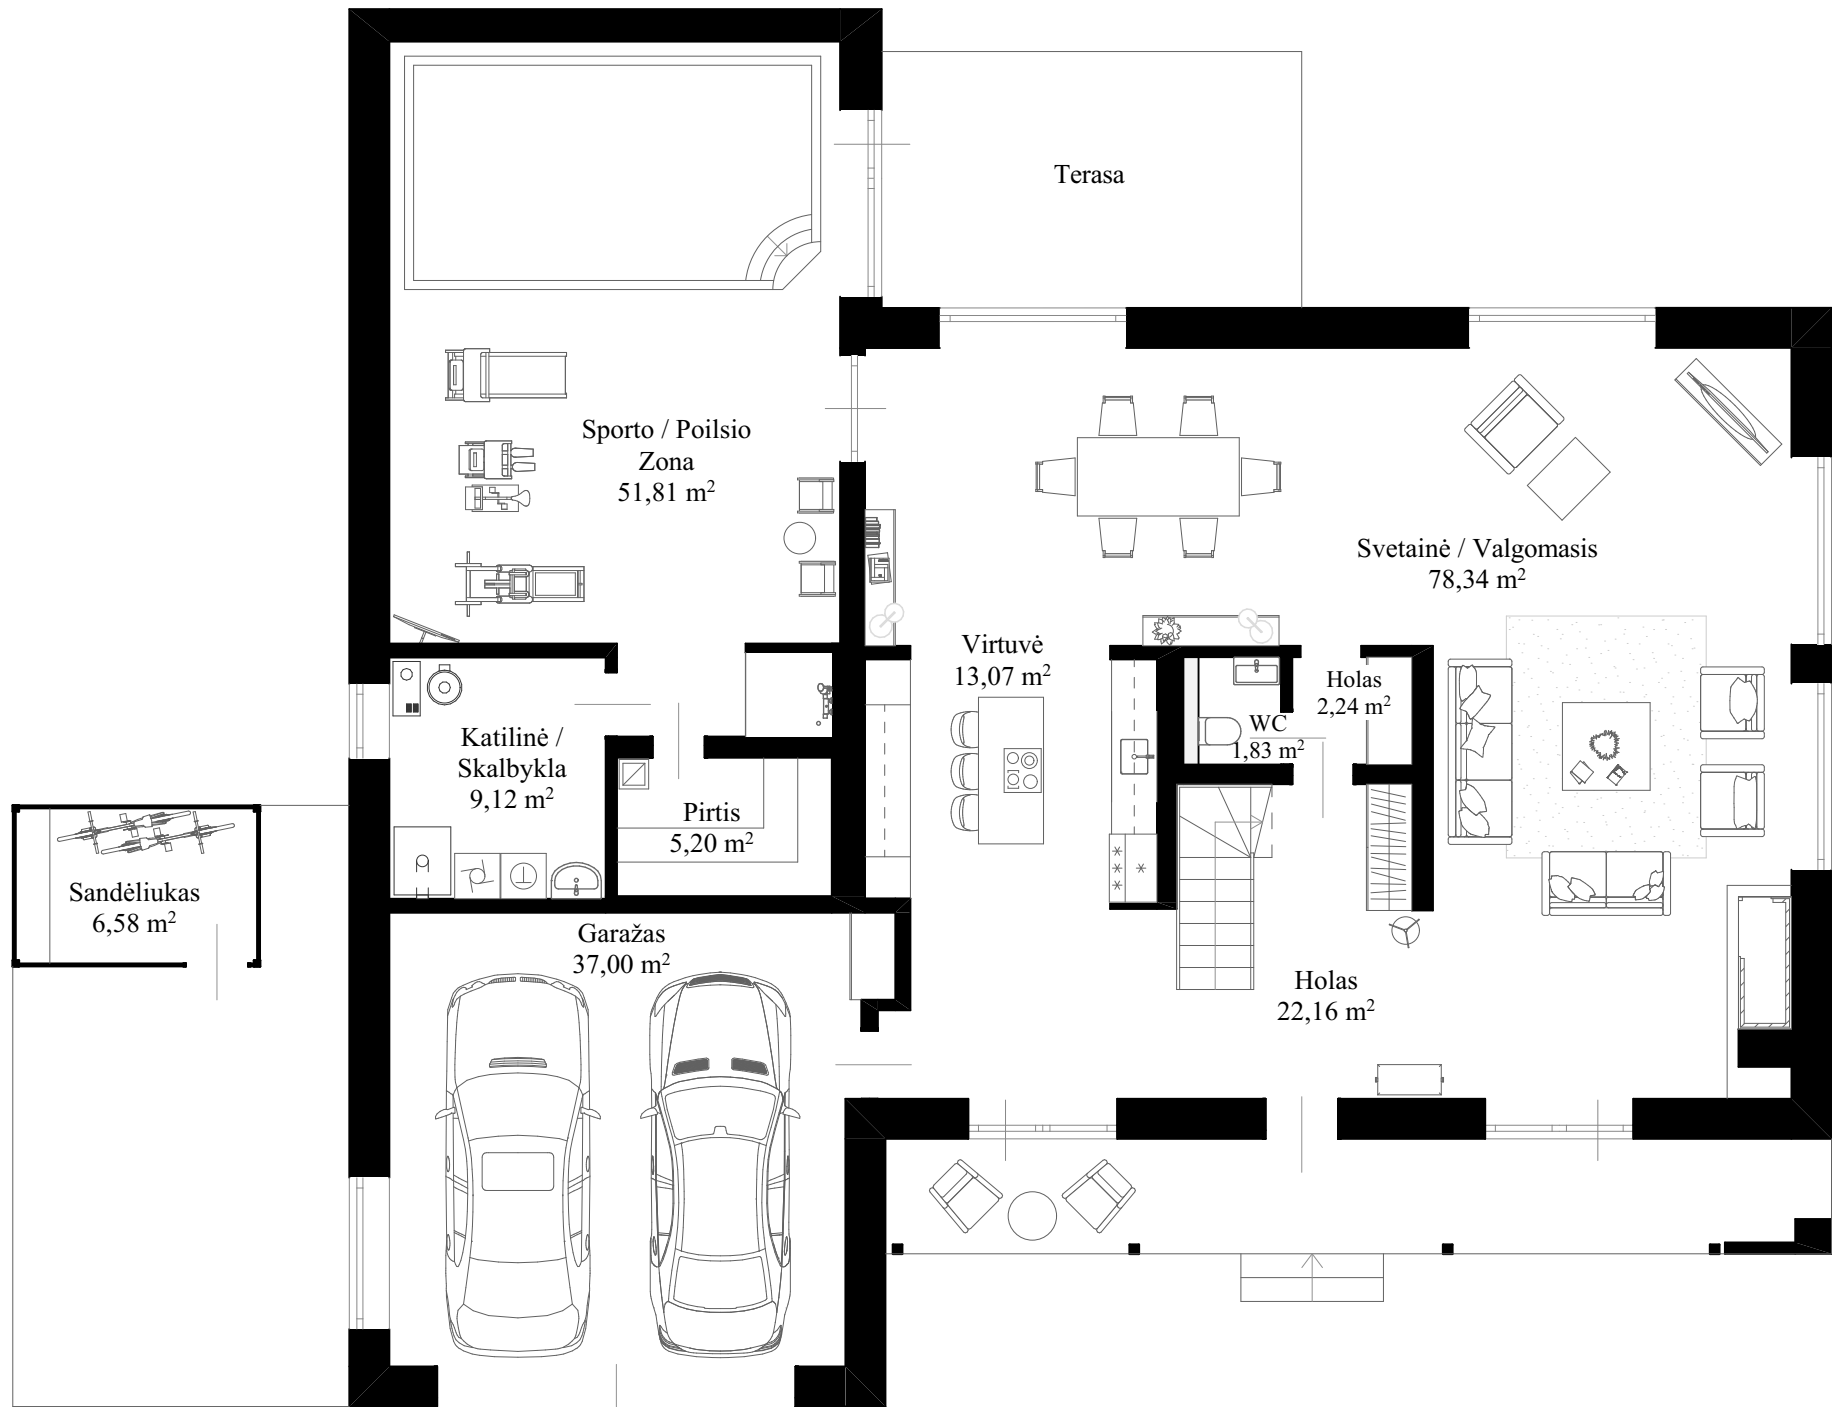 Terasa
Sporto / Poilsio
Zona
51,81 m²
Svetainė / Valgomasis
78,34 m²
Virtuvė
13,07 m²
Holas
2,24 m²
WC
1,83 m²
Katilinė /
Skalbykla
9,12 m²
Pirtis
5,20 m²
Sandėliukas
6,58 m²
Garažas
37,00 m²
Holas
22,16 m²